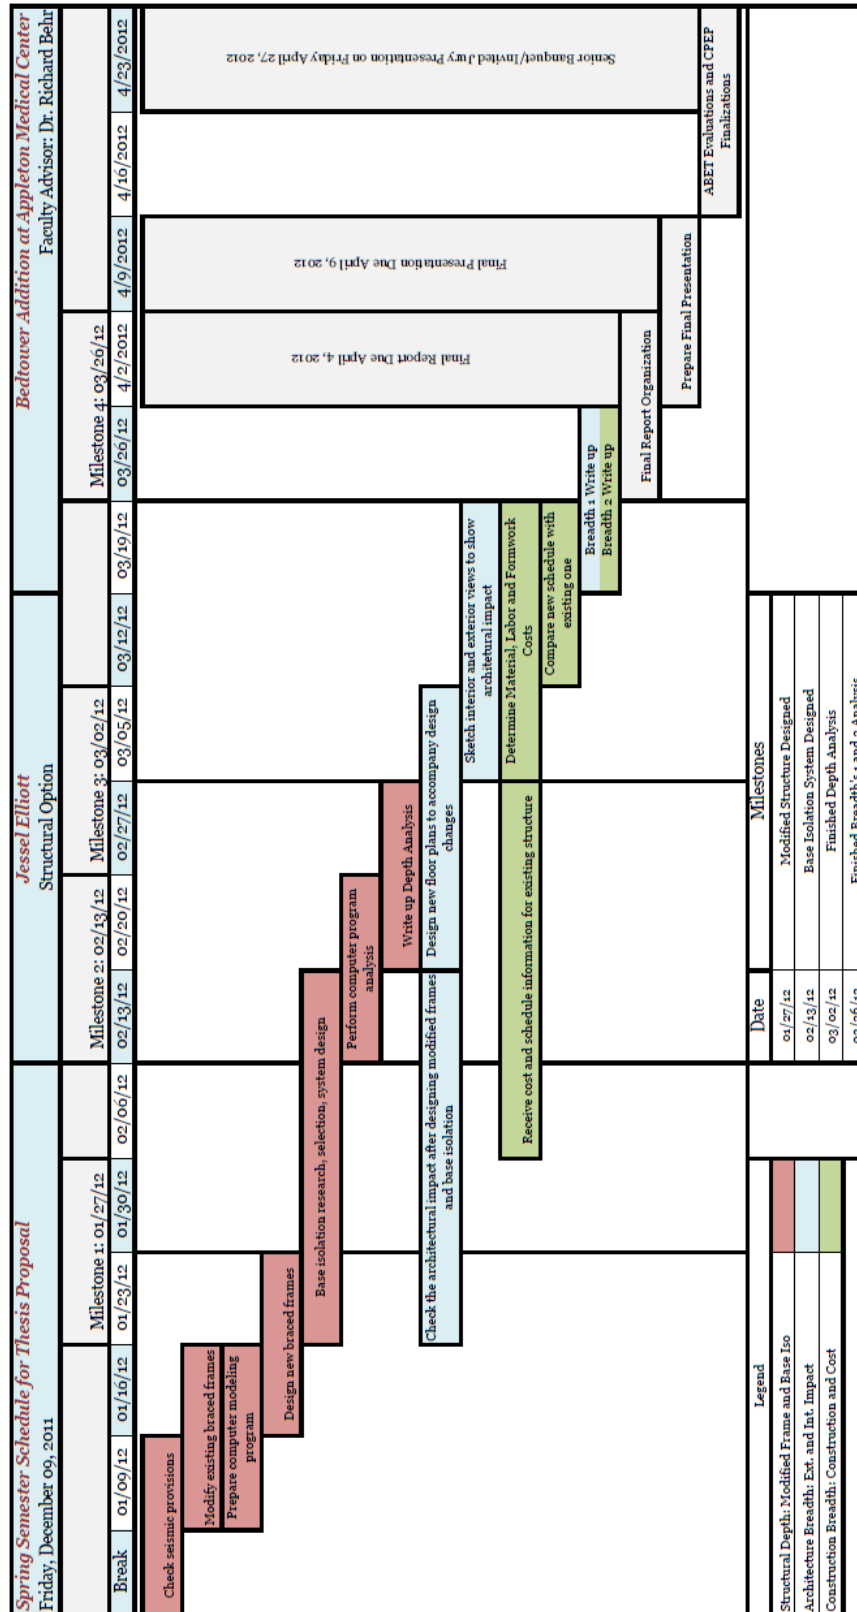 Spring Semester Schedule for Thesis Proposal
Friday, December 09, 2011
Jessel Elliott
Structural Option
Bedtower Addition at Appleton Medical Center
Faculty Advisor: Dr. Richard Behr
Milestone 1: 01/27/12
Milestone 2: 02/13/12
Milestone 3: 03/02/12
Milestone 4: 03/26/12
Break
01/09/12
01/16/12
01/23/12
01/30/12
02/06/12
02/13/12
02/20/12
02/27/12
03/05/12
03/12/12
03/19/12
03/26/12
4/2/2012
4/9/2012
4/16/2012
4/23/2012
Check seismic provisions
Modify existing braced frames
Prepare computer modeling
program
Design new braced frames
Base isolation research, selection, system design
Perform computer program
analysis
Write up Depth Analysis
Check the architectural impact after designing modified frames
and base isolation
Design new floor plans to accompany design
changes
Sketch interior and exterior views to show
architetural impact
Receive cost and schedule information for existing structure
Determine Material, Labor and Formwork
Costs
Compare new schedule with
existing one
Breadth 1 Write up
Breadth 2 Write up
Final Report Organization
Prepare Final Presentation
ABET Evaluations and CPEP
Finalizations
Final Report Due April 4, 2012
Final Presentation Due April 9, 2012
Senior Banquet/Invited Jury Presentation on Friday April 27, 2012
Legend
Structural Depth: Modified Frame and Base Iso
Architecture Breadth: Ext. and Int. Impact
Construction Breadth: Construction and Cost
Date
Milestones
01/27/12
Modified Structure Designed
02/13/12
Base Isolation System Designed
03/02/12
Finished Depth Analysis
03/26/12
Finished Breadth's 1 and 2 Analysis